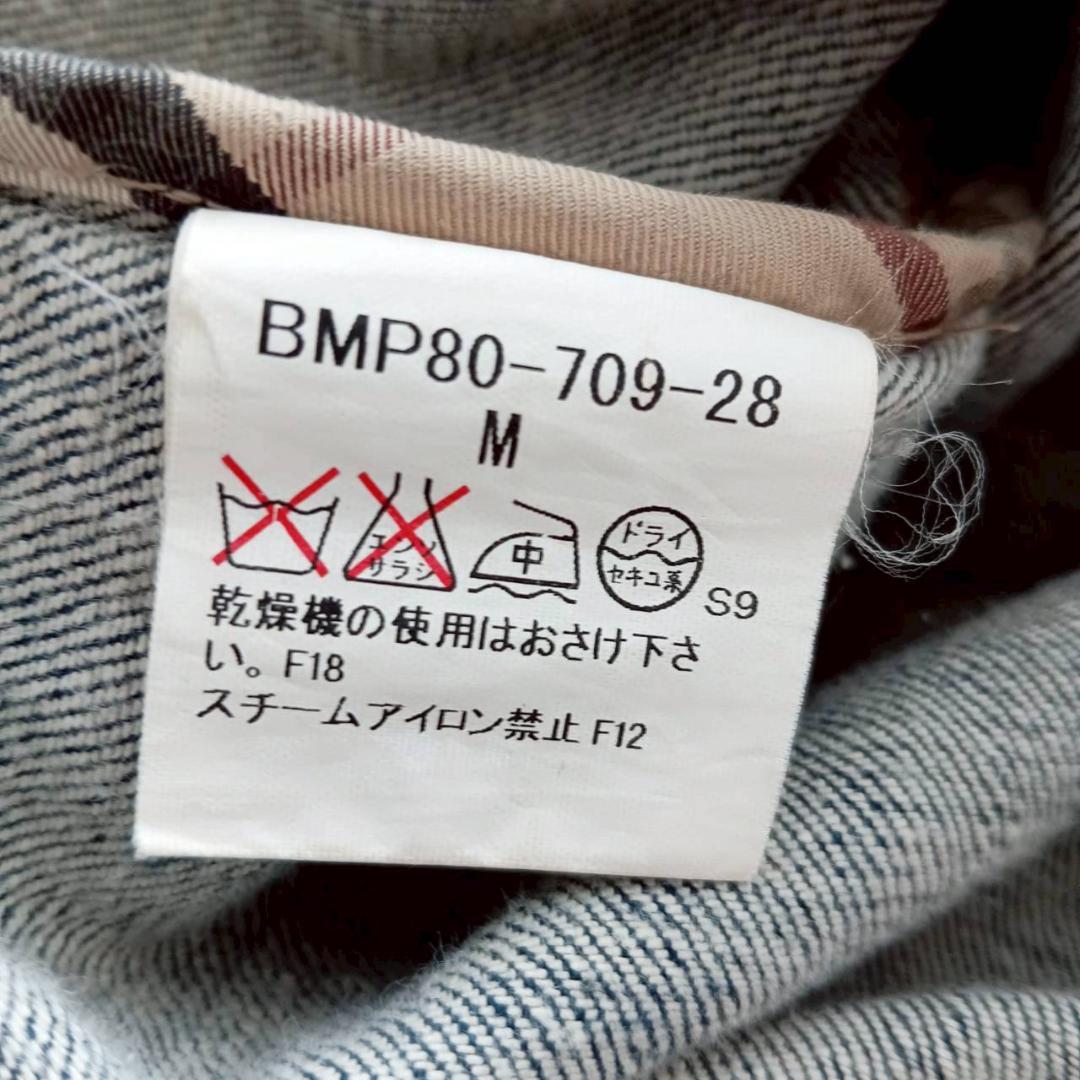 BMP80-709-28
M
エンソ
サラシ
中
ドライ
セキユ系
S9
乾燥機の使用はおさけ下さ
い。F18
スチームアイロン禁止 F12